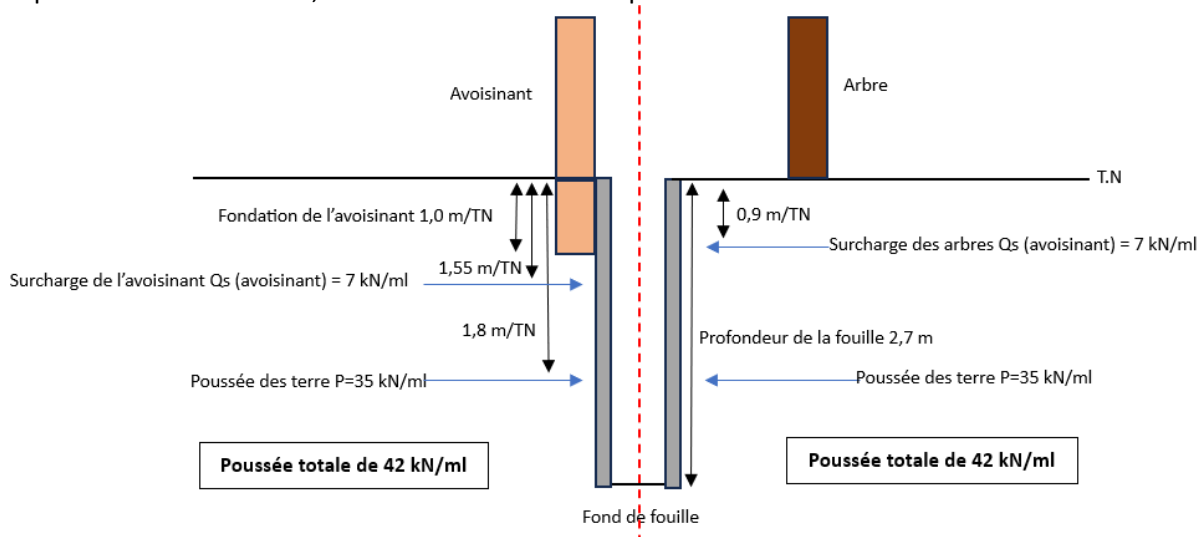 Avoisinant
Arbre
T.N
Fondation de l'avoisinant 1,0 m/TN
0,9 m/TN
Surcharge des arbres Qs (avoisinant) = 7 kN/ml
1,55 m/TN
Surcharge de l'avoisinant Qs (avoisinant) = 7 kN/ml
1,8 m/TN
Profondeur de la fouille 2,7 m
Poussée des terre P=35 kN/ml
Poussée des terre P=35 kN/ml
Poussée totale de 42 kN/ml
Poussée totale de 42 kN/ml
Fond de fouille